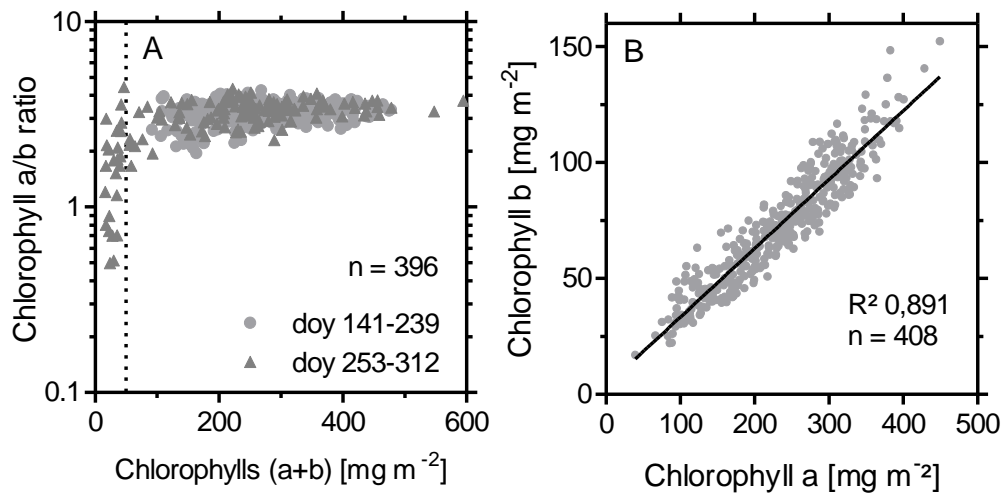 A
Chlorophyll a/b ratio
10
1
0.1
n = 396
doy 141-239
doy 253-312
0 200 400 600
Chlorophylls (a+b) [mg m⁻²]
B
Chlorophyll b [mg m⁻²]
150
100
50
0
R² 0,891
n = 408
0 100 200 300 400 500
Chlorophyll a [mg m⁻²]